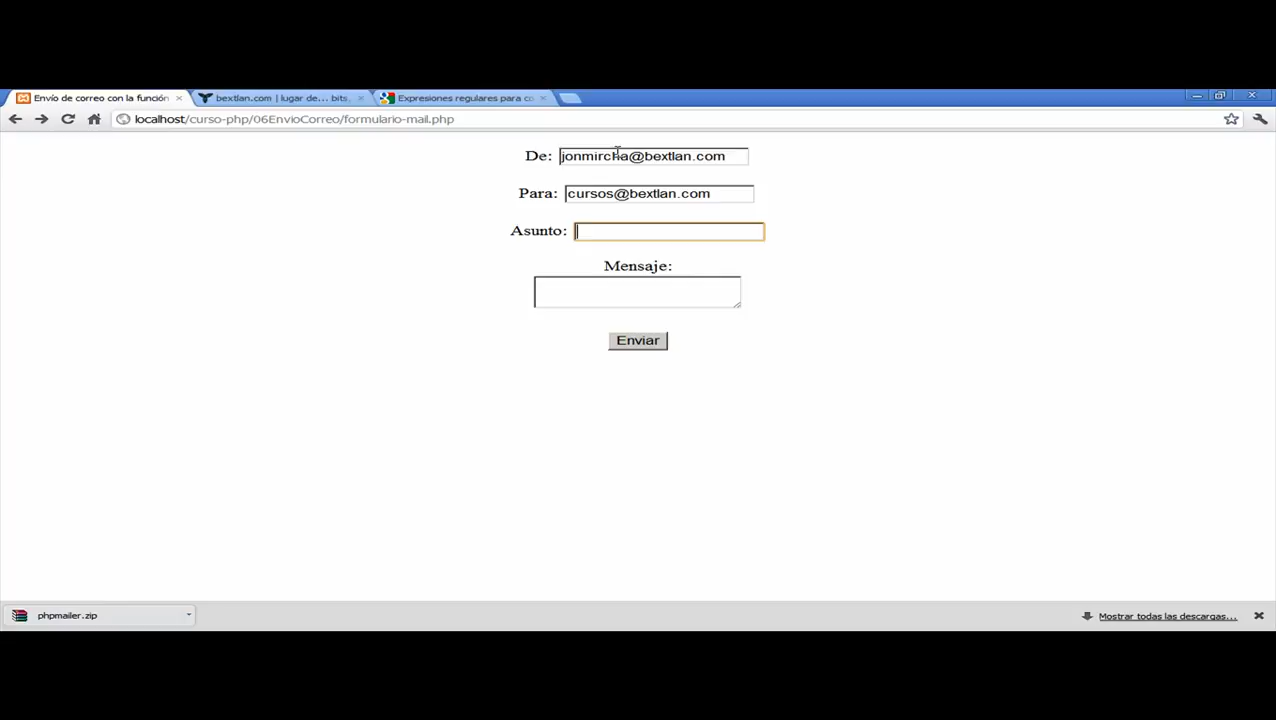 Envío de correo con la función
bextlan.com | lugar de... bits,
Expresiones regulares para co
localhost/curso-php/06EnvioCorreo/formulario-mail.php
De: jonmircha@bextlan.com
Para: cursos@bextlan.com
Asunto:
Mensaje:
Enviar
phpmailer.zip
Mostrar todas las descargas...